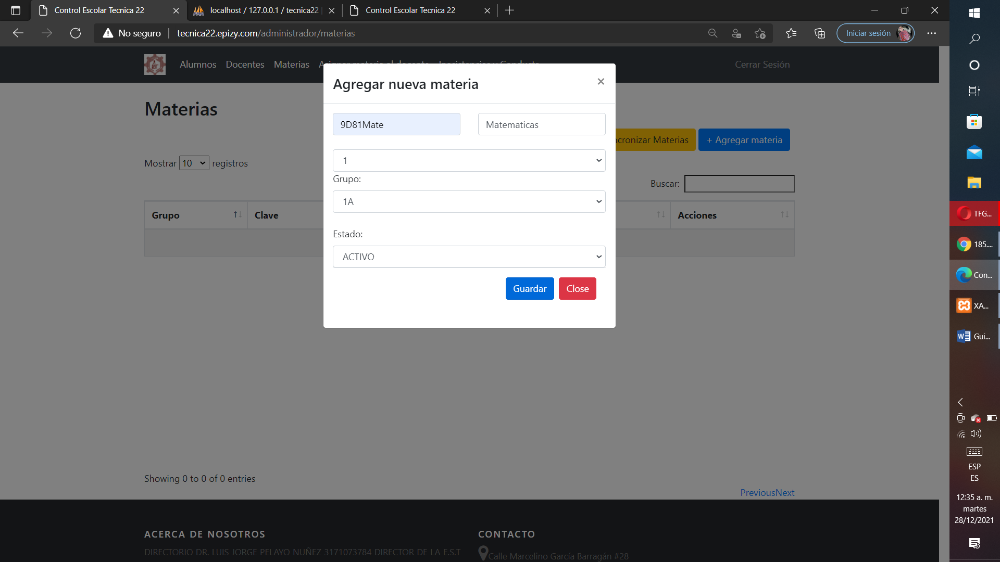 Control Escolar Tecnica 22
localhost / 127.0.0.1 / tecnica22
Control Escolar Tecnica 22
No seguro
tecnica22.epizy.com/administrador/materias
Iniciar sesión
Alumnos Docentes Materias
Cerrar Sesión
Agregar nueva materia
Materias
9D81Mate
Matematicas
cronizar Materias
+ Agregar materia
1
Mostrar 10 registros
Grupo:
Buscar:
1A
Grupo
Clave
Acciones
Estado:
ACTIVO
Guardar
Close
Showing 0 to 0 of 0 entries
PreviousNext
ACERCA DE NOSOTROS
DIRECTORIO DR. LUIS JORGE PELAYO NUÑEZ 3171073784 DIRECTOR DE LA E.S.T
CONTACTO
Calle Marcelino García Barragán #28
TFG...
185....
Con...
XA...
Gui...
ESP
ES
12:35 a. m.
martes
28/12/2021